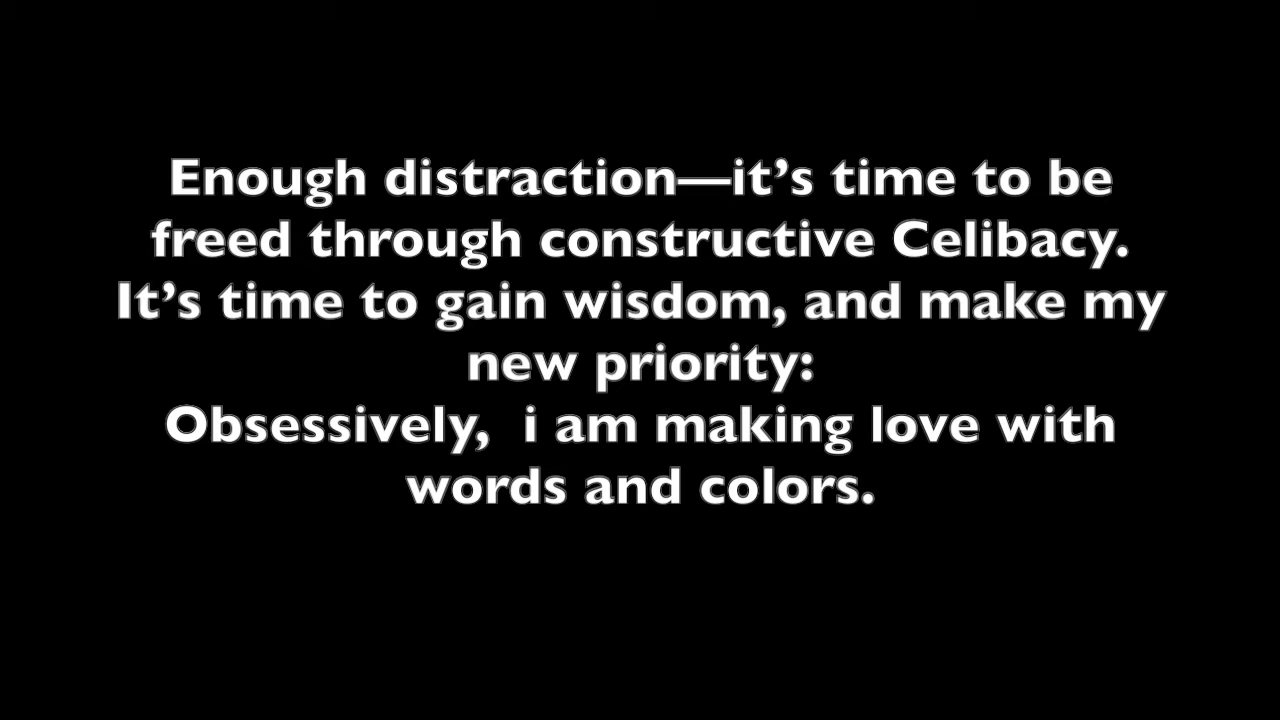 Enough distraction—it’s time to be
freed through constructive Celibacy.
It’s time to gain wisdom, and make my
new priority:
Obsessively,  i am making love with
words and colors.